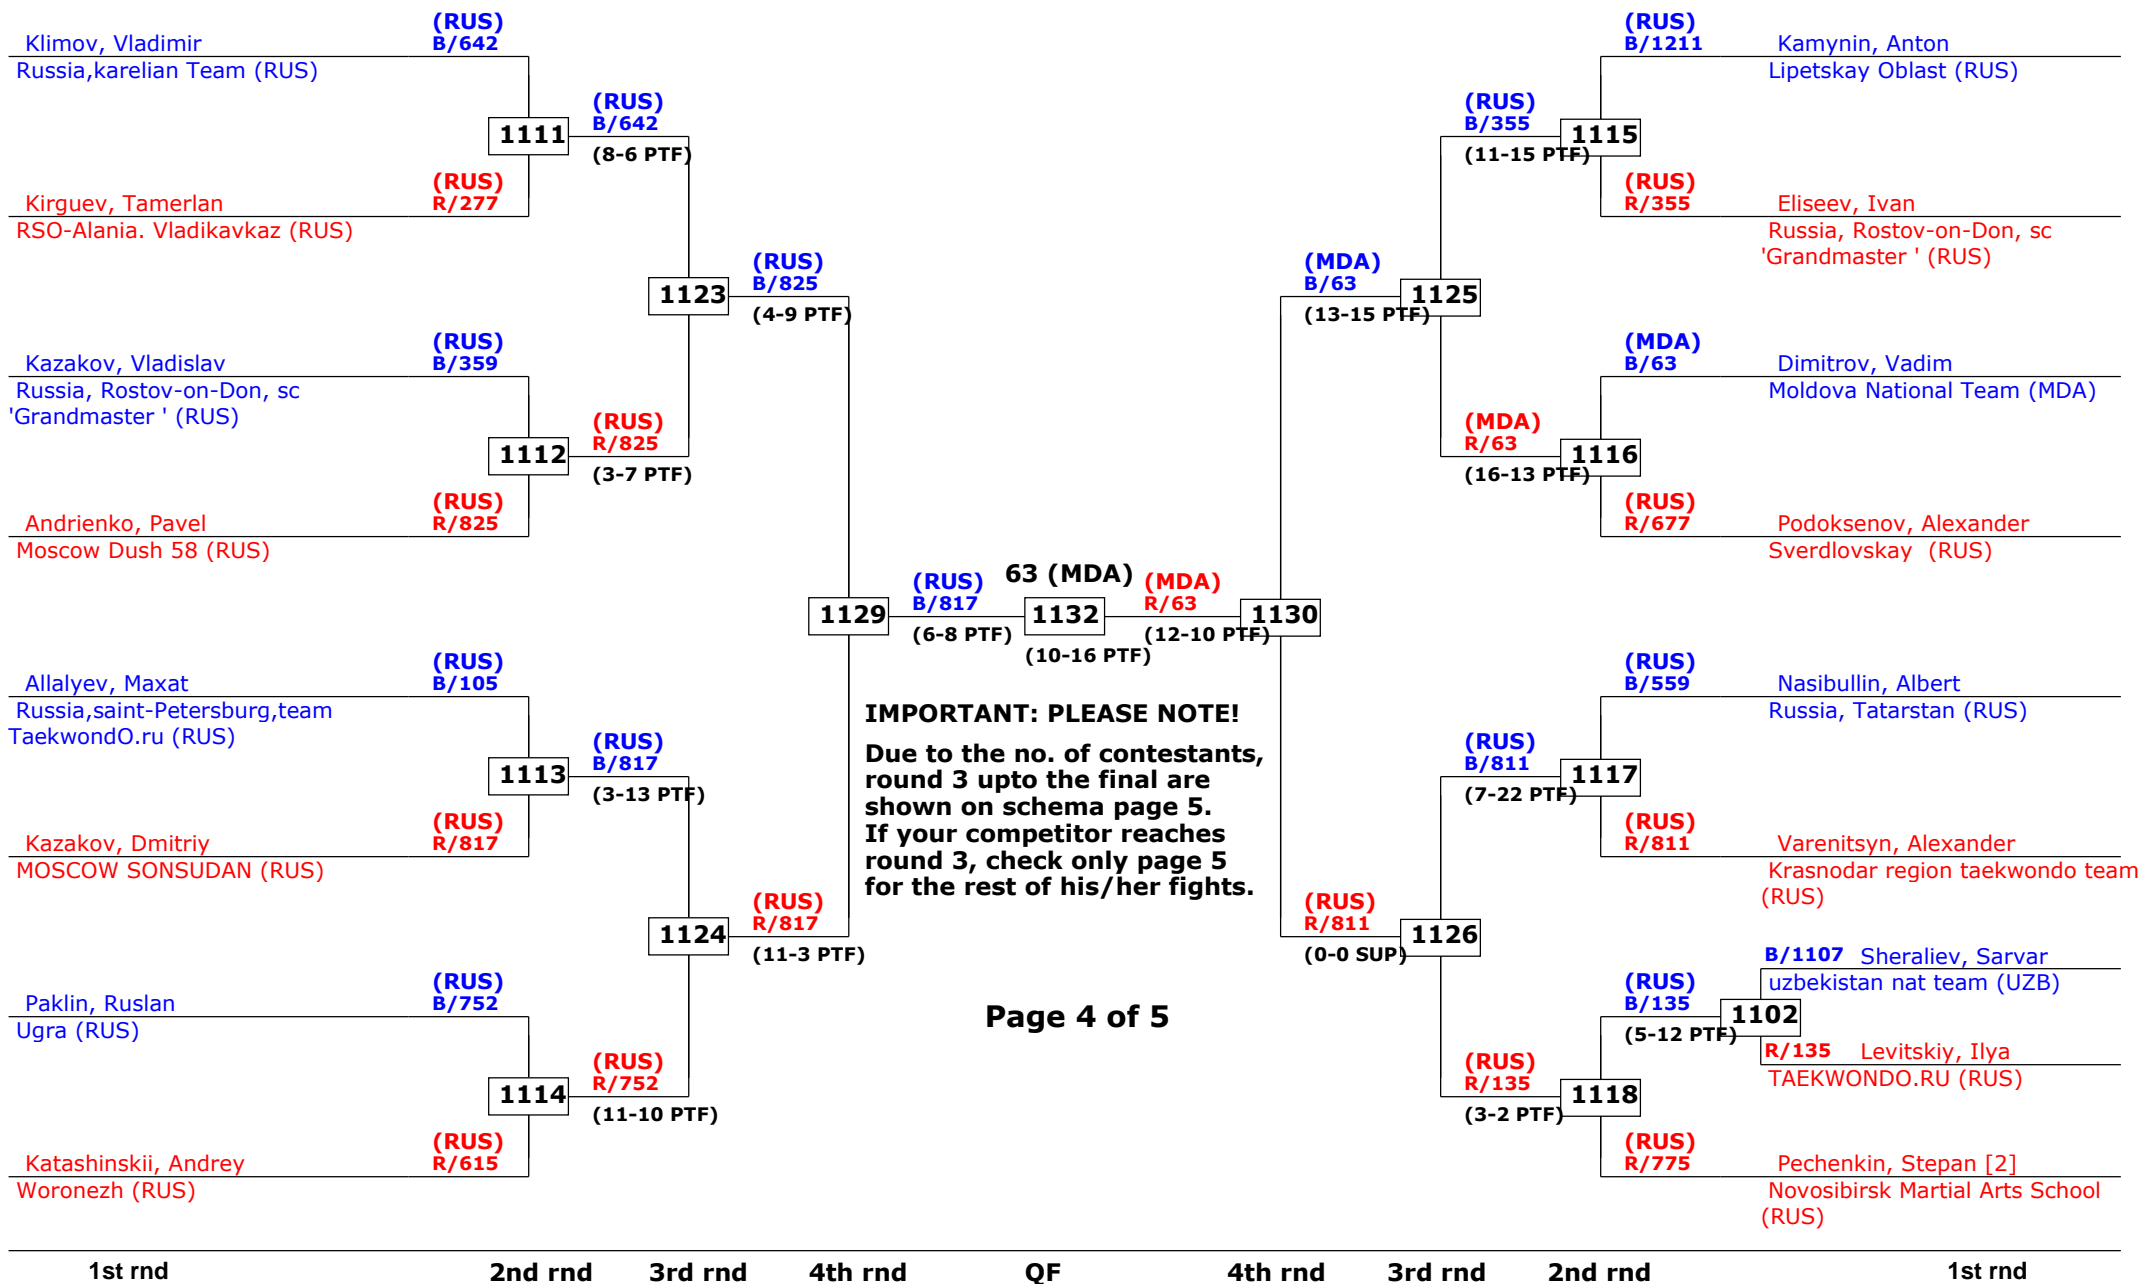 (RUS)
Klimov, Vladimir B/642
Russia,karelian Team (RUS)
(RUS)
B/642
1111
(8-6 PTF)
(RUS)
Kirguev, Tamerlan R/277
RSO-Alania. Vladikavkaz (RUS)
(RUS)
B/825
1123
(4-9 PTF)
(RUS)
Kazakov, Vladislav B/359
Russia, Rostov-on-Don, sc
'Grandmaster ' (RUS)
(RUS)
R/825
1112
(3-7 PTF)
(RUS)
Andrienko, Pavel R/825
Moscow Dush 58 (RUS)
(RUS)
B/817
1129
(6-8 PTF)
(RUS)
Allalyev, Maxat B/105
Russia,saint-Petersburg,team
TaekwondO.ru (RUS)
(RUS)
B/817
1113
(3-13 PTF)
(RUS)
Kazakov, Dmitriy R/817
MOSCOW SONSUDAN (RUS)
(RUS)
R/817
1124
(11-3 PTF)
(RUS)
Paklin, Ruslan B/752
Ugra (RUS)
(RUS)
R/752
1114
(11-10 PTF)
(RUS)
Katashinskii, Andrey R/615
Woronezh (RUS)
63 (MDA)
1132
(10-16 PTF)
IMPORTANT: PLEASE NOTE!
Due to the no. of contestants,
round 3 upto the final are
shown on schema page 5.
If your competitor reaches
round 3, check only page 5
for the rest of his/her fights.
Page 4 of 5
(RUS)
B/1211 Kamynin, Anton
Lipetskay Oblast (RUS)
(RUS)
B/355
1115
(11-15 PTF)
(RUS)
R/355 Eliseev, Ivan
Russia, Rostov-on-Don, sc
'Grandmaster ' (RUS)
(MDA)
B/63
1125
(13-15 PTF)
(MDA)
B/63 Dimitrov, Vadim
Moldova National Team (MDA)
(MDA)
R/63
1116
(16-13 PTF)
(RUS)
R/677 Podoksenov, Alexander
Sverdlovskay (RUS)
(MDA)
R/63
1130
(12-10 PTF)
(RUS)
B/559 Nasibullin, Albert
Russia, Tatarstan (RUS)
(RUS)
B/811
1117
(7-22 PTF)
(RUS)
R/811 Varenitsyn, Alexander
Krasnodar region taekwondo team
(RUS)
(RUS)
R/811
1126
(0-0 SUP)
B/1107 Sheraliev, Sarvar
uzbekistan nat team (UZB)
(RUS)
B/135
1102
(5-12 PTF)
R/135 Levitskiy, Ilya
TAEKWONDO.RU (RUS)
(RUS)
R/135
1118
(3-2 PTF)
(RUS)
R/775 Pechenkin, Stepan [2]
Novosibirsk Martial Arts School
(RUS)
1st rnd 2nd rnd 3rd rnd 4th rnd QF 4th rnd 3rd rnd 2nd rnd 1st rnd